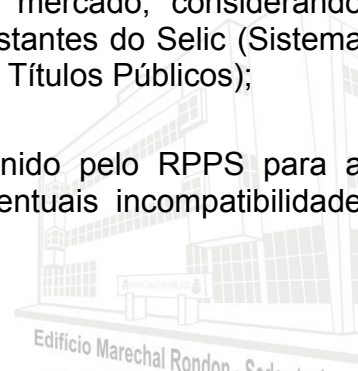 mercado, considerando
stantes do Selic (Sistema
Títulos Públicos);
nido pelo RPPS para a
entuais incompatibilidade
Edifício Marechal Rondon -